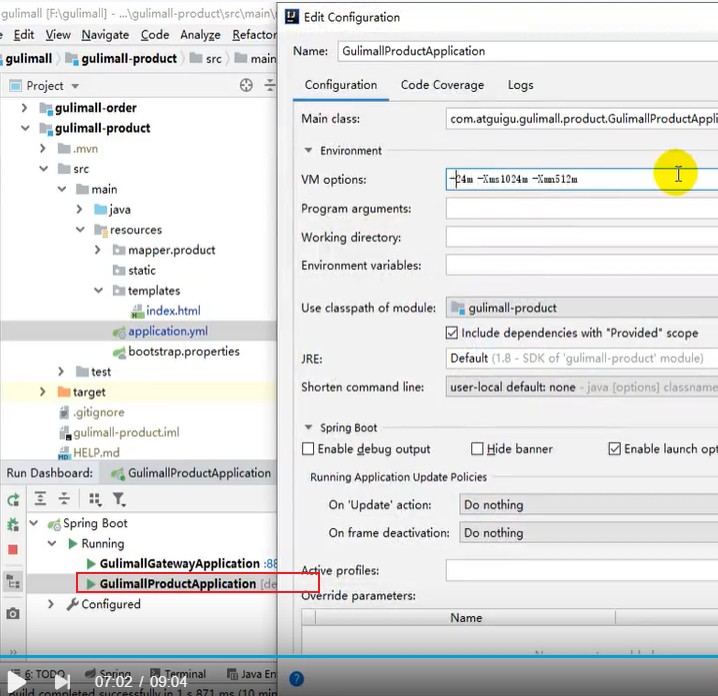 gulimall [F:\gulimall] - ...\gulimall-product\src\main\
Edit View Navigate Code Analyze Refactor
gulimall gulimall-product src main
Project
gulimall-order
gulimall-product
.mvn
src
main
java
resources
mapper.product
static
templates
index.html
application.yml
bootstrap.properties
test
target
.gitignore
gulimall-product.iml
HELP.md
Run Dashboard: GulimallProductApplication
Spring Boot
Running
GulimallGatewayApplication :88
GulimallProductApplication [de
Configured
6: TODO Spring Terminal Java En
07:02 / 09:04
Build completed successfully in 1 s 871 ms (10 min
Edit Configuration
Name: GulimallProductApplication
Configuration Code Coverage Logs
Main class: com.atguigu.gulimall.product.GulimallProductAppli
Environment
VM options: -24m -Xms1024m -Xmn512m
Program arguments:
Working directory:
Environment variables:
Use classpath of module: gulimall-product
Include dependencies with "Provided" scope
JRE: Default (1.8 - SDK of 'gulimall-product' module)
Shorten command line: user-local default: none - java [options] classname
Spring Boot
Enable debug output Hide banner Enable launch opt
Running Application Update Policies
On 'Update' action: Do nothing
On frame deactivation: Do nothing
Active profiles:
Override parameters:
Name
?